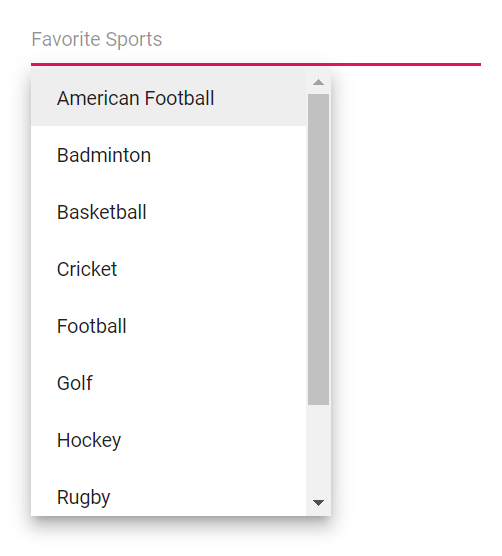 Favorite Sports
American Football
Badminton
Basketball
Cricket
Football
Golf
Hockey
Rugby